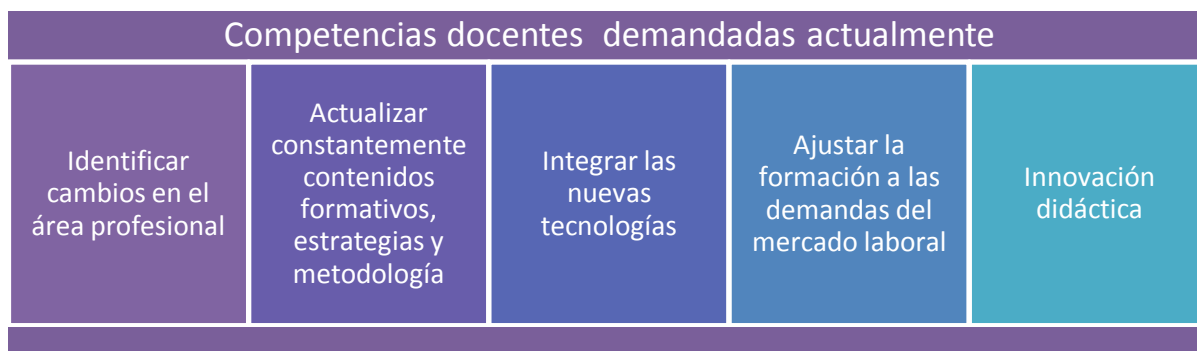 Competencias docentes demandadas actualmente
Identificar
cambios en el
área profesional
Actualizar
constantemente
contenidos
formativos,
estrategias y
metodología
Integrar las
nuevas
tecnologías
Ajustar la
formación a las
demandas del
mercado laboral
Innovación
didáctica